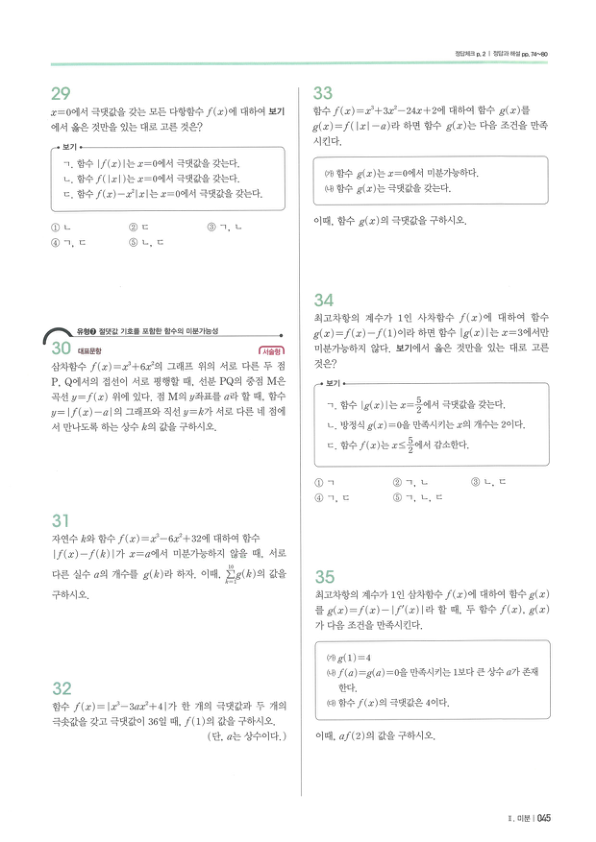 정답체크 p.2 | 정답과 해설 pp.74~80
29
x=0에서 극댓값을 갖는 모든 다항함수 f(x)에 대하여 보기
에서 옳은 것만을 있는 대로 고른 것은?
보기
ㄱ. 함수 |f(x)|는 x=0에서 극댓값을 갖는다.
ㄴ. 함수 f(|x|)는 x=0에서 극댓값을 갖는다.
ㄷ. 함수 f(x)-x²|x|는 x=0에서 극댓값을 갖는다.
① ㄴ ② ㄷ ③ ㄱ, ㄴ
④ ㄱ, ㄷ ⑤ ㄴ, ㄷ
유형❼ 절댓값 기호를 포함한 함수의 미분가능성
30 대표문항 서술형
삼차함수 f(x)=x³+6x²의 그래프 위의 서로 다른 두 점
P, Q에서의 접선이 서로 평행할 때, 선분 PQ의 중점 M은
곡선 y=f(x) 위에 있다. 점 M의 y좌표를 a라 할 때, 함수
y=|f(x)-a|의 그래프와 직선 y=k가 서로 다른 네 점에
서 만나도록 하는 상수 k의 값을 구하시오.
31
자연수 k와 함수 f(x)=x³-6x²+32에 대하여 함수
|f(x)-f(k)|가 x=a에서 미분가능하지 않을 때, 서로
다른 실수 a의 개수를 g(k)라 하자. 이때, Σg(k)의 값을
k=1
구하시오.
32
함수 f(x)=|x³-3ax²+4|가 한 개의 극댓값과 두 개의
극솟값을 갖고 극댓값이 36일 때, f(1)의 값을 구하시오.
(단, a는 상수이다.)
33
함수 f(x)=x³+3x²-24x+2에 대하여 함수 g(x)를
g(x)=f(|x|-a)라 하면 함수 g(x)는 다음 조건을 만족
시킨다.
㈎ 함수 g(x)는 x=0에서 미분가능하다.
㈏ 함수 g(x)는 극댓값을 갖는다.
이때, 함수 g(x)의 극댓값을 구하시오.
34
최고차항의 계수가 1인 사차함수 f(x)에 대하여 함수
g(x)=f(x)-f(1)이라 하면 함수 |g(x)|는 x=3에서만
미분가능하지 않다. 보기에서 옳은 것만을 있는 대로 고른
것은?
보기
ㄱ. 함수 |g(x)|는 x=5/2에서 극댓값을 갖는다.
ㄴ. 방정식 g(x)=0을 만족시키는 x의 개수는 2이다.
ㄷ. 함수 f(x)는 x≤5/2에서 감소한다.
① ㄱ ② ㄱ, ㄴ ③ ㄴ, ㄷ
④ ㄱ, ㄷ ⑤ ㄱ, ㄴ, ㄷ
35
최고차항의 계수가 1인 삼차함수 f(x)에 대하여 함수 g(x)
를 g(x)=f(x)-|f′(x)|라 할 때, 두 함수 f(x), g(x)
가 다음 조건을 만족시킨다.
㈎ g(1)=4
㈏ f(a)=g(a)=0을 만족시키는 1보다 큰 상수 a가 존재
한다.
㈐ 함수 f(x)의 극댓값은 4이다.
이때, af(2)의 값을 구하시오.
Ⅱ. 미분 | 045